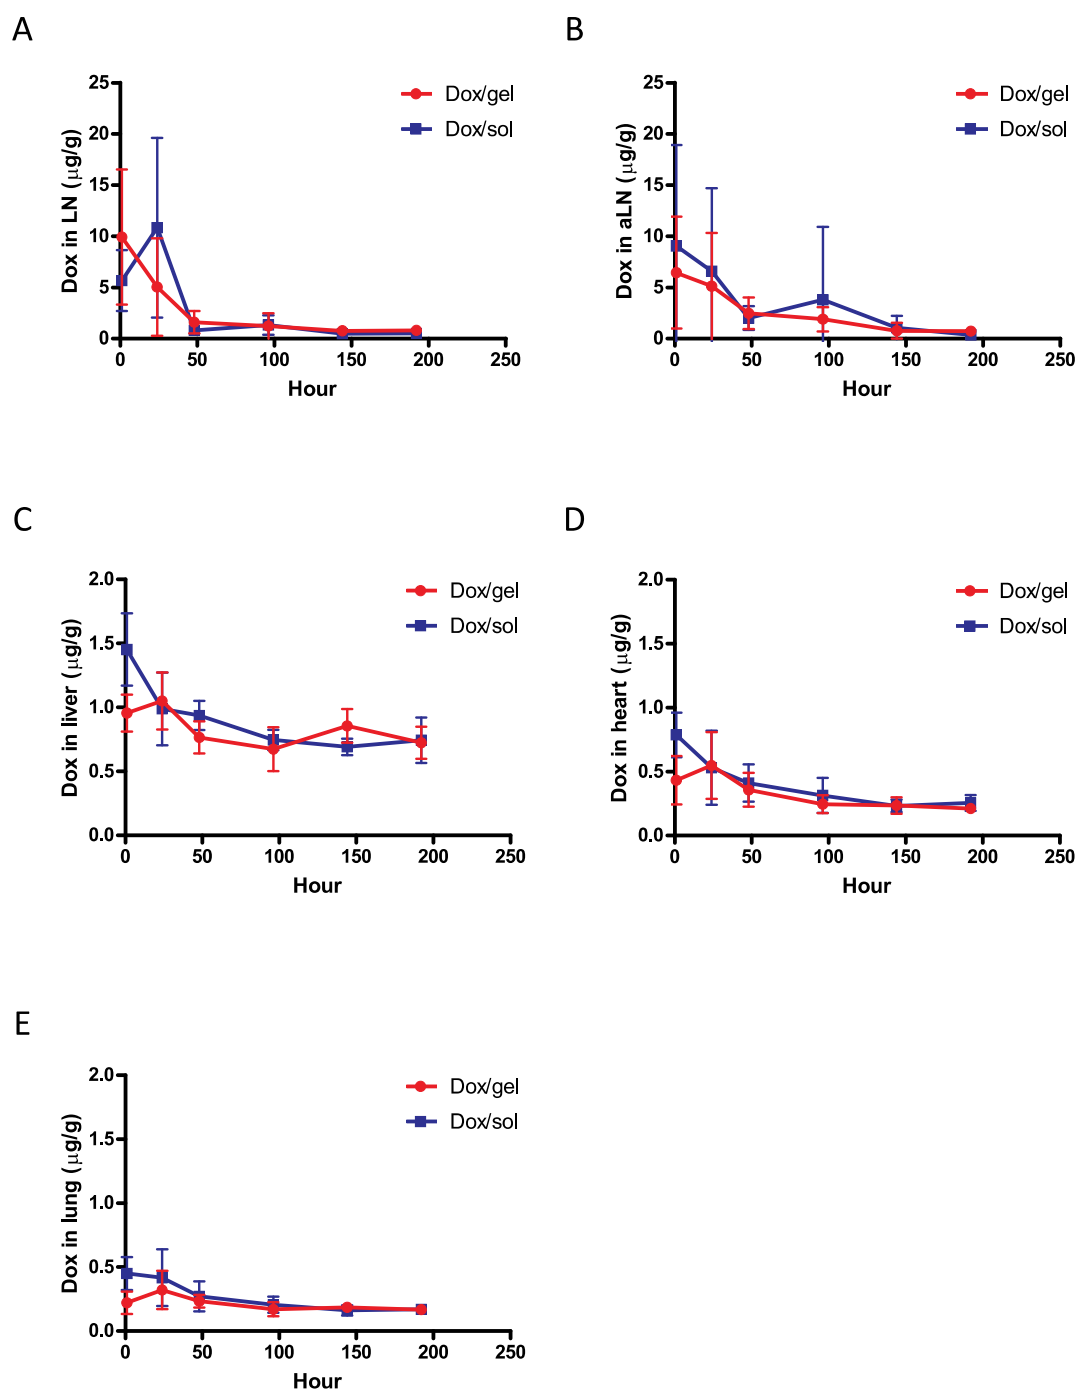 A
Dox in LN (μg/g)
25
20
15
10
5
0
0 50 100 150 200 250
Hour
Dox/gel
Dox/sol
B
Dox in aLN (μg/g)
25
20
15
10
5
0
0 50 100 150 200 250
Hour
Dox/gel
Dox/sol
C
Dox in liver (μg/g)
2.0
1.5
1.0
0.5
0.0
0 50 100 150 200 250
Hour
Dox/gel
Dox/sol
D
Dox in heart (μg/g)
2.0
1.5
1.0
0.5
0.0
0 50 100 150 200 250
Hour
Dox/gel
Dox/sol
E
Dox in lung (μg/g)
2.0
1.5
1.0
0.5
0.0
0 50 100 150 200 250
Hour
Dox/gel
Dox/sol